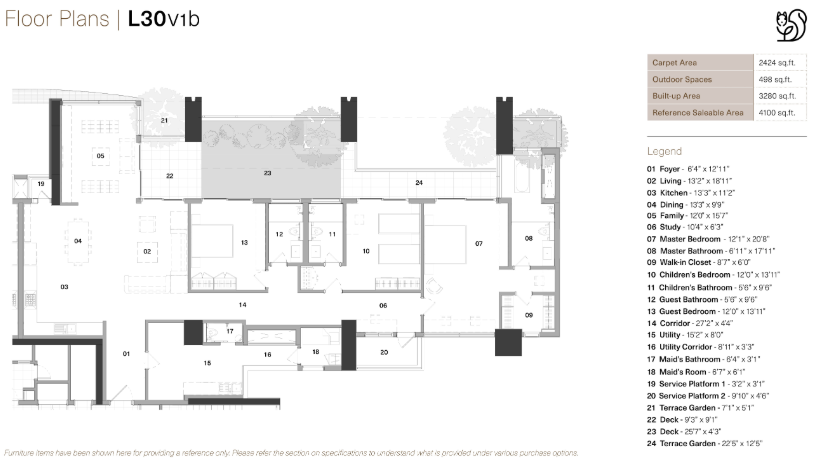 Floor Plans | L30V1b
Carpet Area 2424 sq.ft.
Outdoor Spaces 498 sq.ft.
Built-up Area 3280 sq.ft.
Reference Saleable Area 4100 sq.ft.
Legend
01 Foyer - 6'4" x 12'11"
02 Living - 13'2" x 18'11"
03 Kitchen - 13'3" x 11'2"
04 Dining - 13'3" x 9'9"
05 Family - 12'0" x 15'7"
06 Study - 10'4" x 6'3"
07 Master Bedroom - 12'1" x 20'8"
08 Master Bathroom - 6'11" x 17'11"
09 Walk-in Closet - 8'7" x 6'0"
10 Children's Bedroom - 12'0" x 13'11"
11 Children's Bathroom - 5'6" x 9'6"
12 Guest Bathroom - 5'6" x 9'6"
13 Guest Bedroom - 12'0" x 13'11"
14 Corridor - 27'2" x 4'4"
15 Utility - 15'2" x 8'0"
16 Utility Corridor - 8'11" x 3'3"
17 Maid's Bathroom - 6'4" x 3'1"
18 Maid's Room - 6'7" x 6'1"
19 Service Platform 1 - 3'2" x 3'1"
20 Service Platform 2 - 9'10" x 4'6"
21 Terrace Garden - 7'1" x 5'1"
22 Deck - 9'3" x 9'1"
23 Deck - 25'7" x 4'3"
24 Terrace Garden - 22'5" x 12'5"
21
05
19
22
23
24
04
02
13
12
11
10
07
08
03
14
06
09
01
17
15
16
18
20
Furniture items have been shown here for providing a reference only. Please refer the section on specifications to understand what is provided under various purchase options.